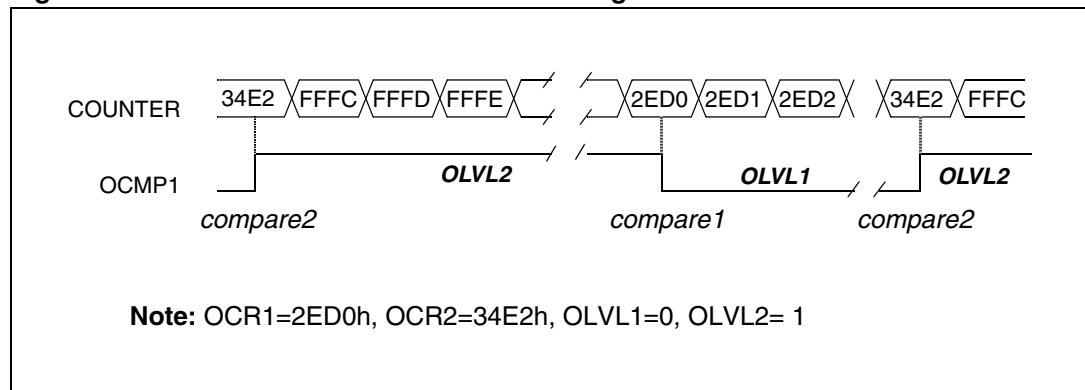 COUNTER 34E2 FFFC FFFD FFFE 2ED0 2ED1 2ED2 34E2 FFFC
OCMP1 OLVL2 OLVL1 OLVL2
compare2 compare1 compare2
Note: OCR1=2ED0h, OCR2=34E2h, OLVL1=0, OLVL2= 1